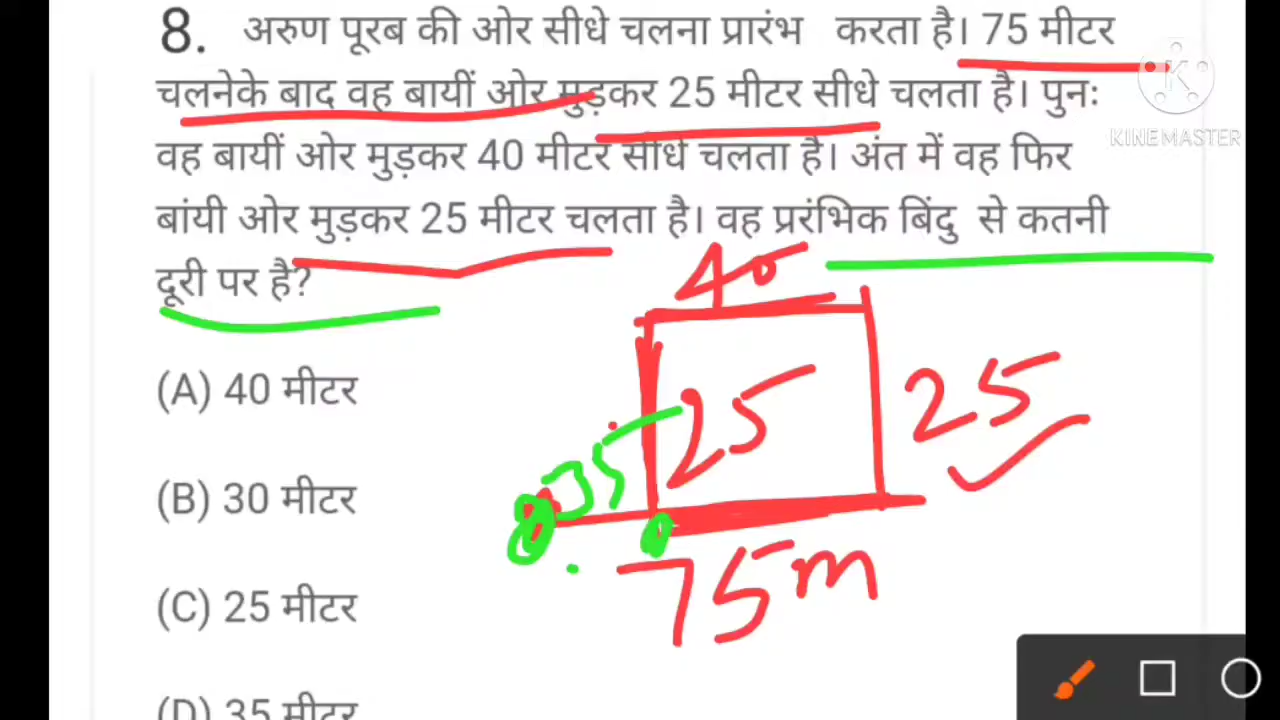 8. अरुण पूरब की ओर सीधे चलना प्रारंभ करता है। 75 मीटर
चलनेके बाद वह बायीं ओर मुड़कर 25 मीटर सीधे चलता है। पुनः
वह बायीं ओर मुड़कर 40 मीटर सीधे चलता है। अंत में वह फिर
बांयी ओर मुड़कर 25 मीटर चलता है। वह प्ररंभिक बिंदु से कतनी
दूरी पर है?
(A) 40 मीटर
(B) 30 मीटर
(C) 25 मीटर
(D) 35 मीटर
40
25
25
35
75m
K
KINEMASTER